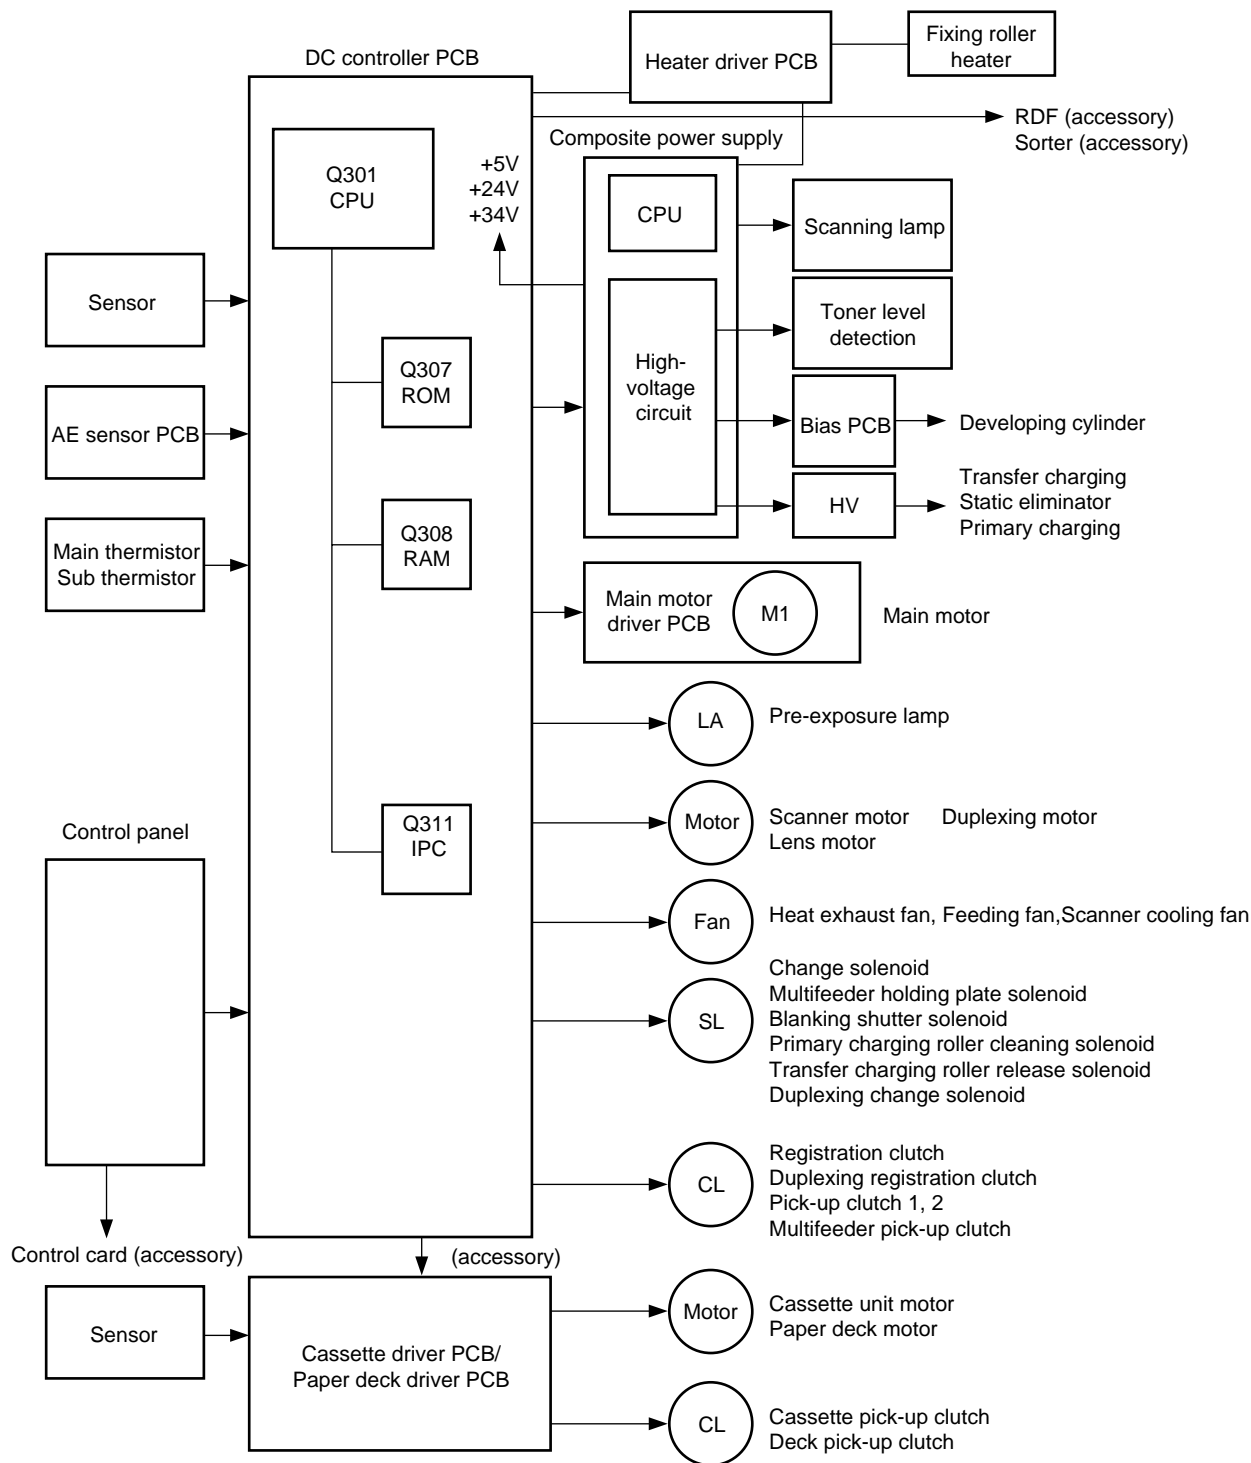 DC controller PCB
Heater driver PCB
Fixing roller
heater
RDF (accessory)
Sorter (accessory)
Composite power supply
+5V
+24V
+34V
Q301
CPU
CPU
Scanning lamp
Sensor
Toner level
detection
Q307
ROM
High-
voltage
circuit
AE sensor PCB
Bias PCB
Developing cylinder
Q308
RAM
HV
Transfer charging
Static eliminator
Primary charging
Main thermistor
Sub thermistor
Main motor
driver PCB
M1
Main motor
LA
Pre-exposure lamp
Control panel
Q311
IPC
Motor
Scanner motor Duplexing motor
Lens motor
Fan
Heat exhaust fan, Feeding fan,Scanner cooling fan
SL
Change solenoid
Multifeeder holding plate solenoid
Blanking shutter solenoid
Primary charging roller cleaning solenoid
Transfer charging roller release solenoid
Duplexing change solenoid
CL
Registration clutch
Duplexing registration clutch
Pick-up clutch 1, 2
Multifeeder pick-up clutch
Control card (accessory)
(accessory)
Sensor
Cassette driver PCB/
Paper deck driver PCB
Motor
Cassette unit motor
Paper deck motor
CL
Cassette pick-up clutch
Deck pick-up clutch